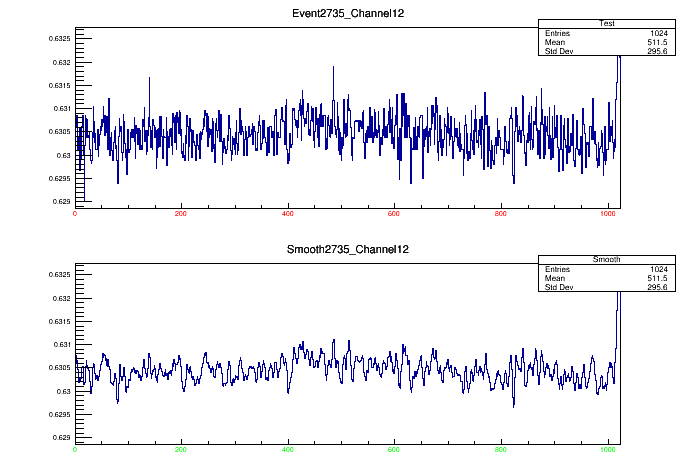 Event2735_Channel12
Test
Entries 1024
Mean 511.5
Std Dev 295.6
0.6325
0.632
0.6315
0.631
0.6305
0.63
0.6295
0.629
0 200 400 600 800 1000
Smooth2735_Channel12
Smooth
Entries 1024
Mean 511.5
Std Dev 295.6
0.6325
0.632
0.6315
0.631
0.6305
0.63
0.6295
0.629
0 200 400 600 800 1000